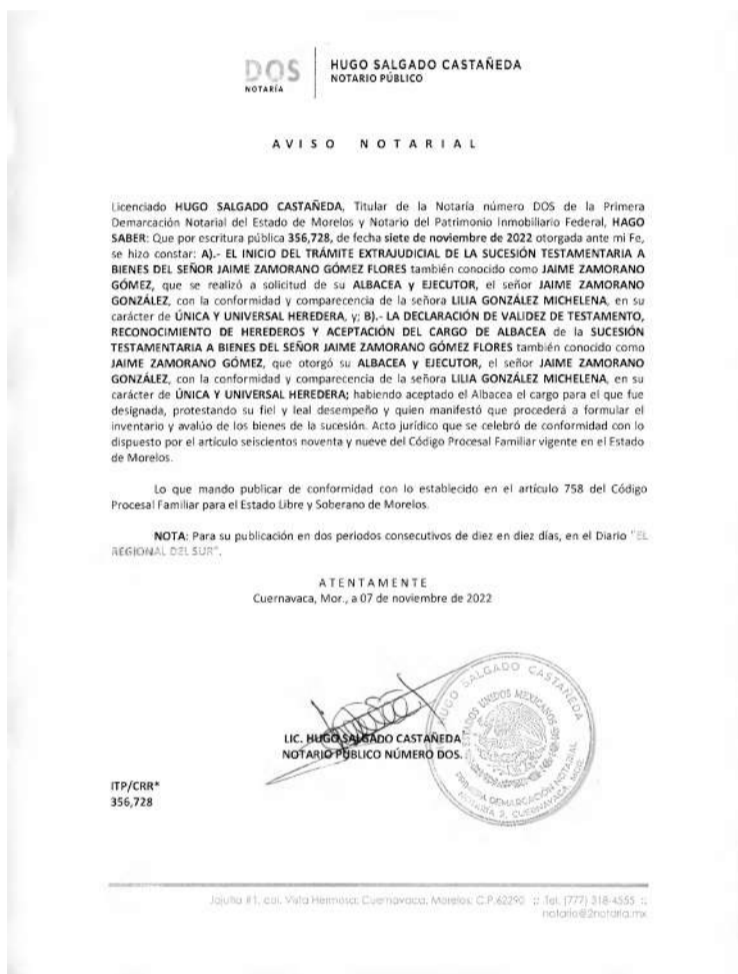 DOS
NOTARÍA
HUGO SALGADO CASTAÑEDA
NOTARIO PÚBLICO
AVISO NOTARIAL
Licenciado HUGO SALGADO CASTAÑEDA, Titular de la Notaría número DOS de la Primera
Demarcación Notarial del Estado de Morelos y Notario del Patrimonio Inmobiliario Federal, HAGO
SABER: Que por escritura pública 356,728, de fecha siete de noviembre de 2022 otorgada ante mi Fe,
se hizo constar: A).- EL INICIO DEL TRÁMITE EXTRAJUDICIAL DE LA SUCESIÓN TESTAMENTARIA A
BIENES DEL SEÑOR JAIME ZAMORANO GÓMEZ FLORES también conocido como JAIME ZAMORANO
GÓMEZ, que se realizó a solicitud de su ALBACEA y EJECUTOR, el señor JAIME ZAMORANO
GONZÁLEZ, con la conformidad y comparecencia de la señora LILIA GONZÁLEZ MICHELENA, en su
carácter de ÚNICA Y UNIVERSAL HEREDERA, y; B).- LA DECLARACIÓN DE VALIDEZ DE TESTAMENTO,
RECONOCIMIENTO DE HEREDEROS Y ACEPTACIÓN DEL CARGO DE ALBACEA de la SUCESIÓN
TESTAMENTARIA A BIENES DEL SEÑOR JAIME ZAMORANO GÓMEZ FLORES también conocido como
JAIME ZAMORANO GÓMEZ, que otorgó su ALBACEA y EJECUTOR, el señor JAIME ZAMORANO
GONZÁLEZ, con la conformidad y comparecencia de la señora LILIA GONZÁLEZ MICHELENA, en su
carácter de ÚNICA Y UNIVERSAL HEREDERA; habiendo aceptado el Albacea el cargo para el que fue
designada, protestando su fiel y leal desempeño y quien manifestó que procederá a formular el
inventario y avalúo de los bienes de la sucesión. Acto jurídico que se celebró de conformidad con lo
dispuesto por el artículo seiscientos noventa y nueve del Código Procesal Familiar vigente en el Estado
de Morelos.
Lo que mando publicar de conformidad con lo establecido en el artículo 758 del Código
Procesal Familiar para el Estado Libre y Soberano de Morelos.
NOTA: Para su publicación en dos periodos consecutivos de diez en diez días, en el Diario "EL
REGIONAL DEL SUR".
ATENTAMENTE
Cuernavaca, Mor., a 07 de noviembre de 2022
LIC. HUGO SALGADO CASTAÑEDA
NOTARIO PÚBLICO NÚMERO DOS.
HUGO SALGADO CASTAÑEDA
ESTADOS UNIDOS MEXICANOS
PRIMERA DEMARCACIÓN NOTARIAL
NOTARÍA 2, CUERNAVACA, MOR.
ITP/CRR*
356,728
Jojutla #1, col. Vista Hermosa; Cuernavaca, Morelos; C.P.62290 :: Tel. (777) 318-4555 ::
notario@2notaria.mx